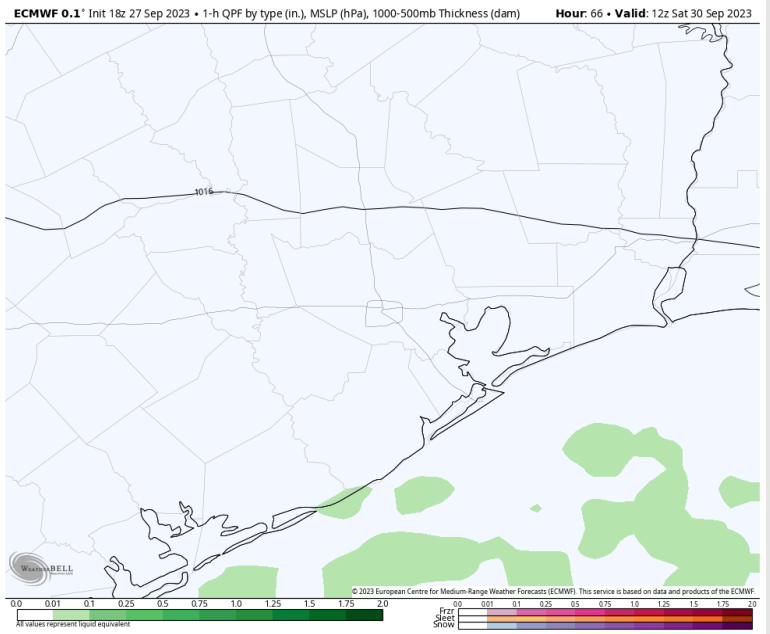 ECMWF 0.1° Init 18z 27 Sep 2023 • 1-h QPF by type (in.), MSLP (hPa), 1000-500mb Thickness (dam) Hour: 66 • Valid: 12z Sat 30 Sep 2023
1016
WEATHERBELL
© 2023 European Centre for Medium-Range Weather Forecasts (ECMWF). This service is based on data and products of the ECMWF.
0.0 0.01 0.1 0.25 0.5 0.75 1.0 1.25 1.5 1.75 2.0
All values represent liquid equivalent
0.0 0.01 0.1 0.25 0.5 0.75 1.0 1.25 1.5 1.75 2.0
Frzr
Sleet
Snow